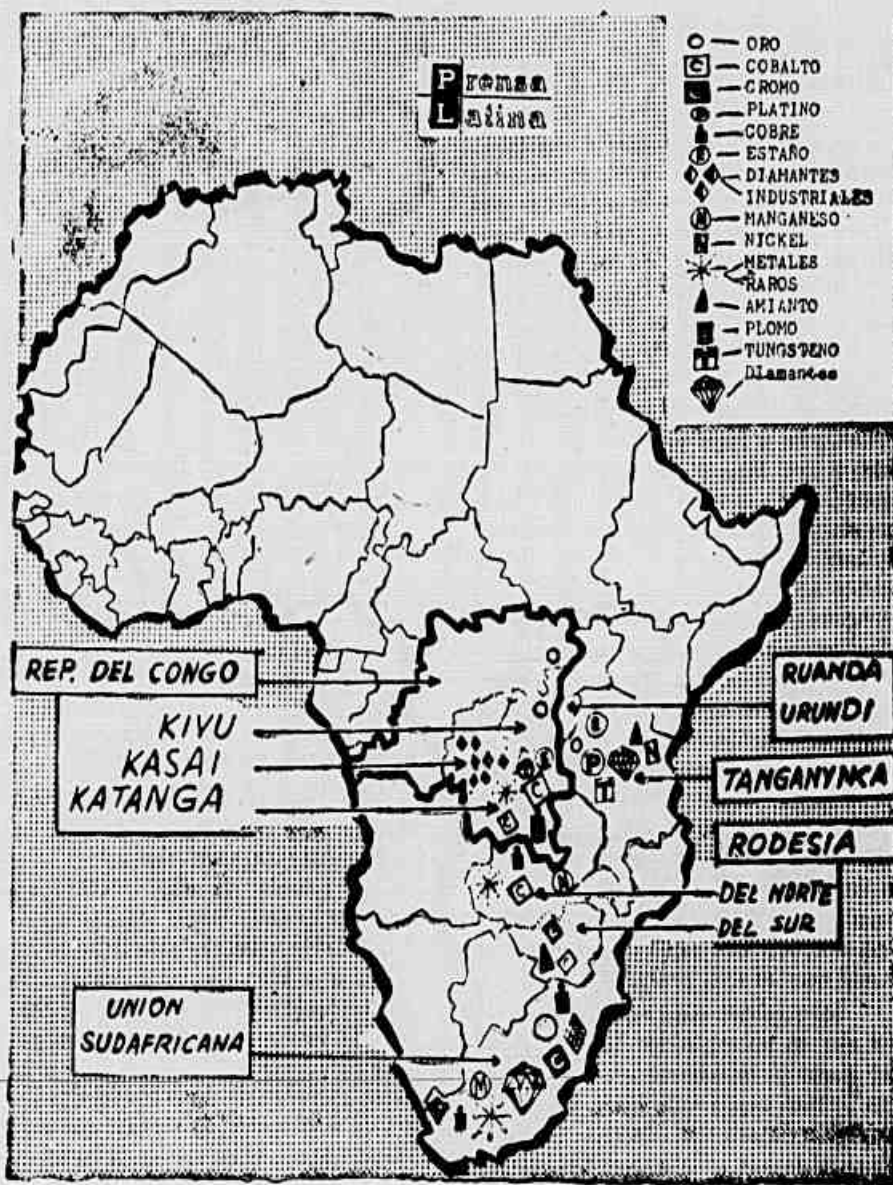 Prensa
Latina
ORO
COBALTO
CROMO
PLATINO
COBRE
ESTAÑO
DIAMANTES
INDUSTRIALES
MANGANESO
NICKEL
METALES
RAROS
AMIANTO
PLOMO
TUNGSTENO
DIamantes
REP. DEL CONGO
KIVU
KASAI
KATANGA
RUANDA
URUNDI
TANGANYNCA
RODESIA
DEL NORTE
DEL SUR
UNION
SUDAFRICANA